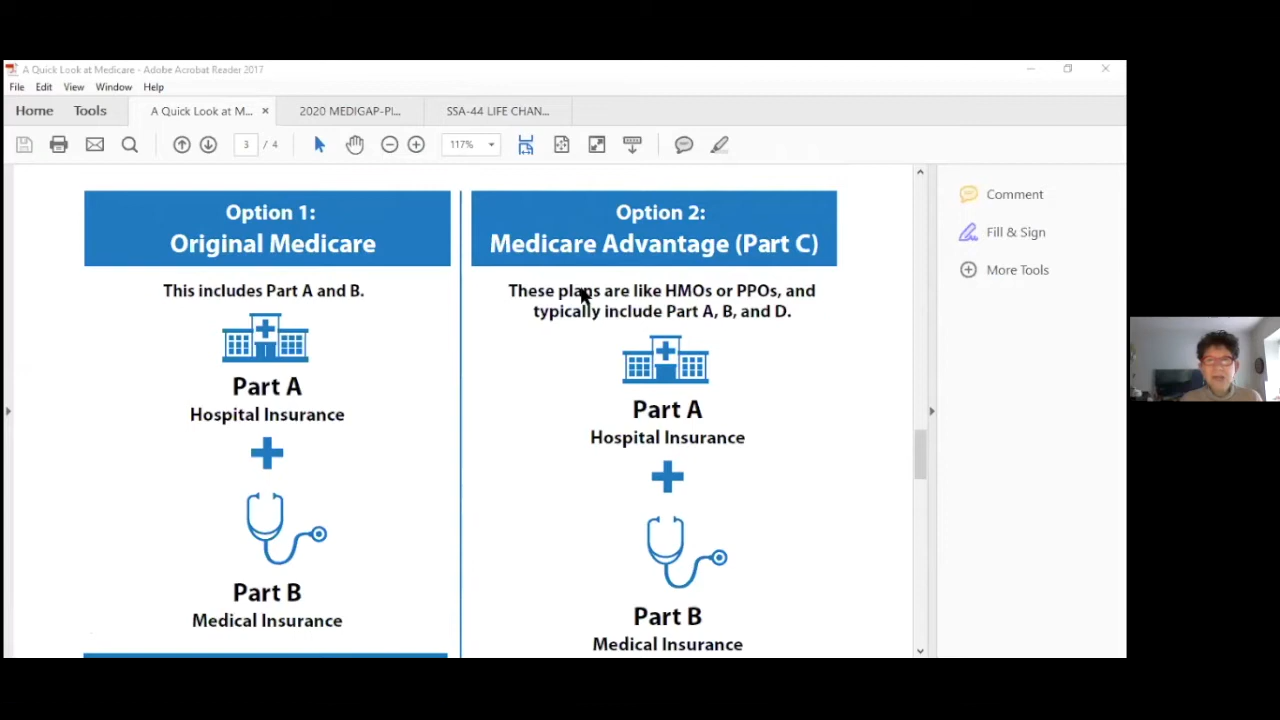 A Quick Look at Medicare - Adobe Acrobat Reader 2017
File Edit View Window Help
Home Tools A Quick Look at M... × 2020 MEDIGAP-Pl... SSA-44 LIFE CHAN...
3 / 4 117%
Option 1:
Original Medicare
This includes Part A and B.
Part A
Hospital Insurance
Part B
Medical Insurance
Option 2:
Medicare Advantage (Part C)
These plans are like HMOs or PPOs, and
typically include Part A, B, and D.
Part A
Hospital Insurance
Part B
Medical Insurance
Comment
Fill & Sign
More Tools